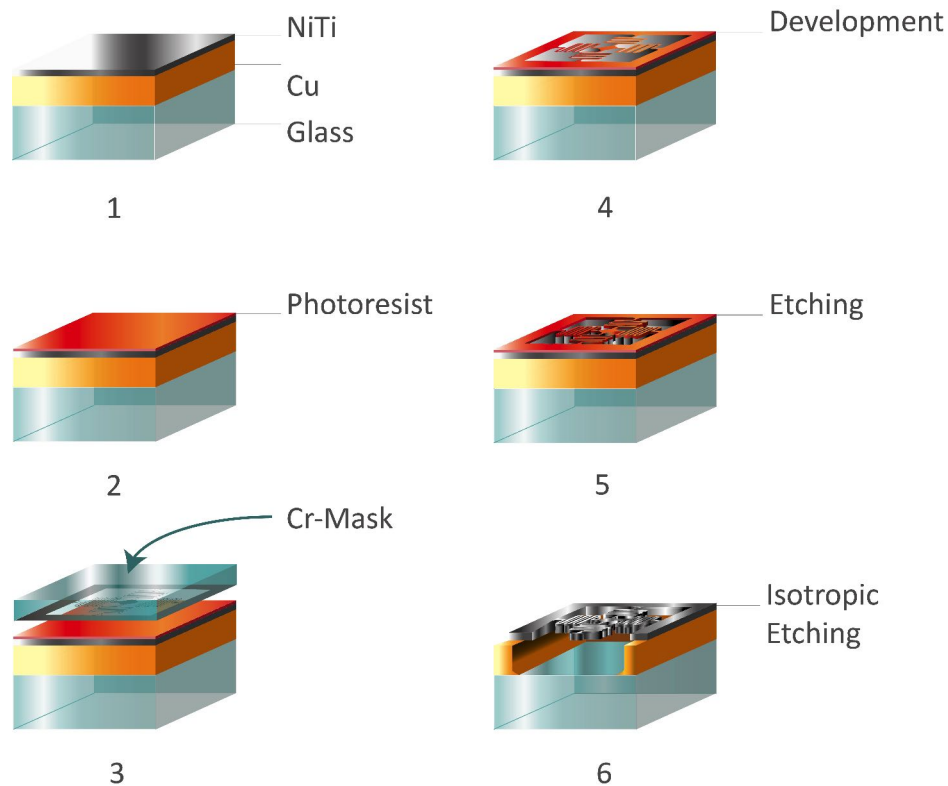 NiTi
Cu
Glass
1
Photoresist
2
Cr-Mask
3
Development
4
Etching
5
Isotropic
Etching
6